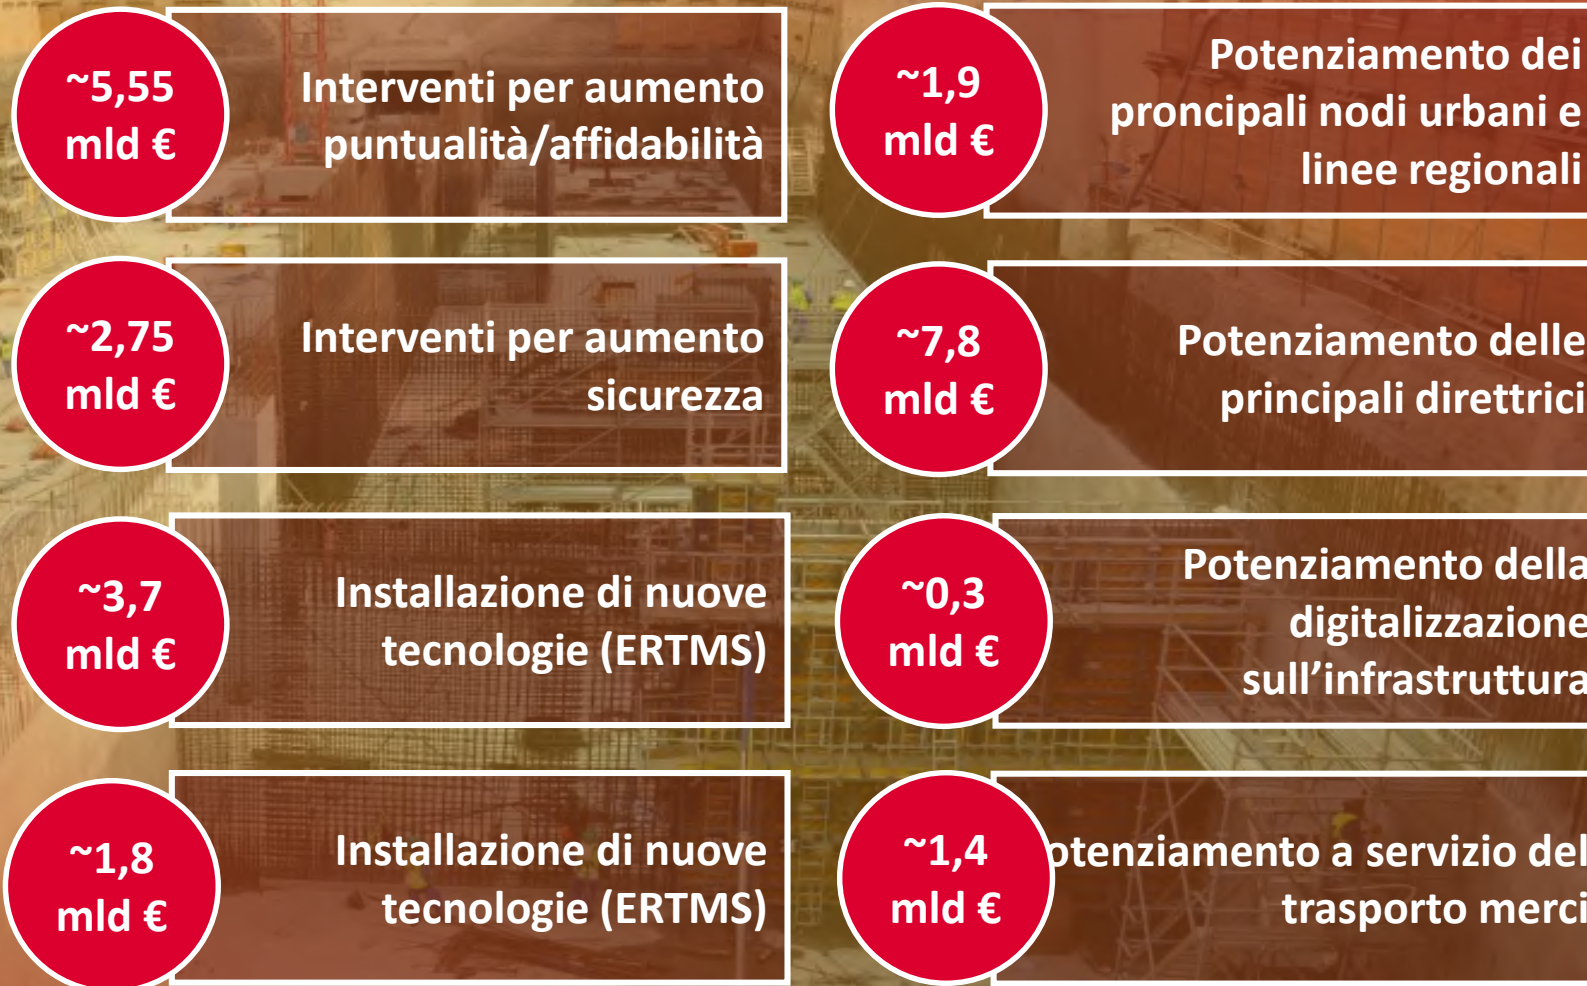 ~5,55
mld €
Interventi per aumento
puntualità/affidabilità
~1,9
mld €
Potenziamento dei
proncipali nodi urbani e
linee regionali
~2,75
mld €
Interventi per aumento
sicurezza
~7,8
mld €
Potenziamento delle
principali direttrici
~3,7
mld €
Installazione di nuove
tecnologie (ERTMS)
~0,3
mld €
Potenziamento della
digitalizzazione
sull’infrastruttura
~1,8
mld €
Installazione di nuove
tecnologie (ERTMS)
~1,4
mld €
otenziamento a servizio del
trasporto merci